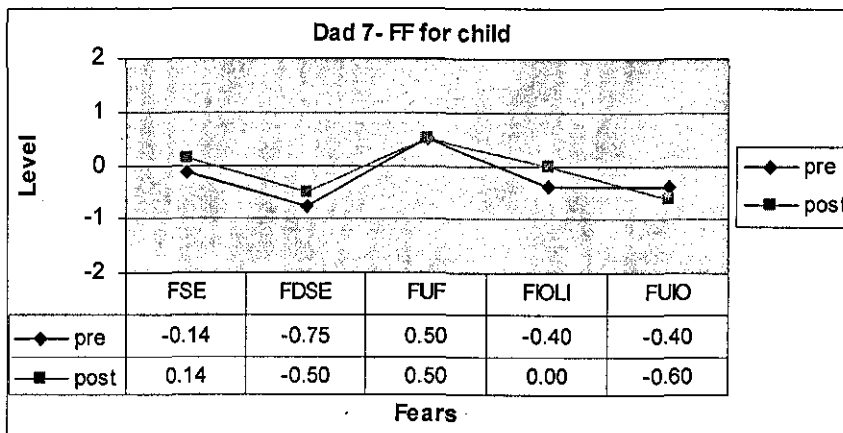 Dad 7- FF for child
2
1
0
-1
-2
Level
FSE FDSE FUF FIOLI FUIO
pre -0.14 -0.75 0.50 -0.40 -0.40
post 0.14 -0.50 0.50 0.00 -0.60
Fears
pre
post